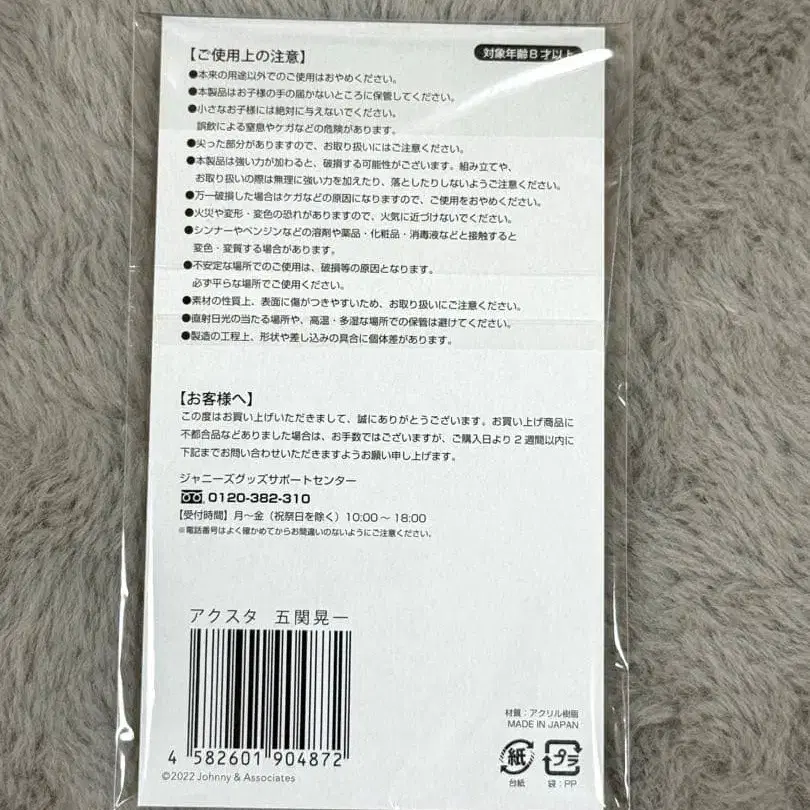 【ご使用上の注意】
対象年齢8才以上
●本来の用途以外でのご使用はおやめください。
●本製品はお子様の手の届かないところに保管してください。
●小さなお子様には絶対に与えないでください。
誤飲による窒息やケガなどの危険があります。
●尖った部分がありますので、お取り扱いにはご注意ください。
●本製品は強い力が加わると、破損する可能性がございます。組み立てや、
お取り扱いの際は無理に強い力を加えたり、落としたりしないようご注意ください。
●万一破損した場合はケガなどの原因になりますので、ご使用をおやめください。
●火災や変形・変色の恐れがありますので、火気に近づけないでください。
●シンナーやベンジンなどの溶剤や薬品・化粧品・消毒液などと接触すると
変色・変質する場合があります。
●不安定な場所でのご使用は、破損等の原因となります。
必ず平らな場所でご使用ください。
●素材の性質上、表面に傷がつきやすいため、お取り扱いにご注意ください。
●直射日光の当たる場所や、高温・多湿な場所での保管は避けてください。
●製造の工程上、形状や差し込みの具合に個体差があります。
【お客様へ】
この度はお買い上げいただきまして、誠にありがとうございます。お買い上げ商品に
不都合品などありました場合は、お手数ではございますが、ご購入日より2週間以内に
下記までお問い合わせいただきますようお願い申し上げます。
ジャニーズグッズサポートセンター
0120-382-310
【受付時間】月～金（祝祭日を除く）10:00～18:00
※電話番号はよく確かめてからお間違いのないようにご注意ください。
アクスタ 五関晃一
4 582601 904872
©2022 Johnny & Associates
材質：アクリル樹脂
MADE IN JAPAN
紙 プラ
台紙 袋：PP